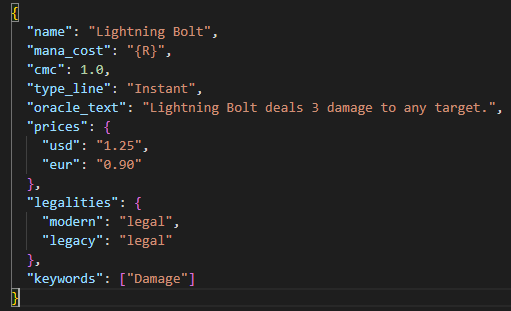 {
  "name": "Lightning Bolt",
  "mana_cost": "{R}",
  "cmc": 1.0,
  "type_line": "Instant",
  "oracle_text": "Lightning Bolt deals 3 damage to any target.",
  "prices": {
    "usd": "1.25",
    "eur": "0.90"
  },
  "legalities": {
    "modern": "legal",
    "legacy": "legal"
  },
  "keywords": ["Damage"]
}